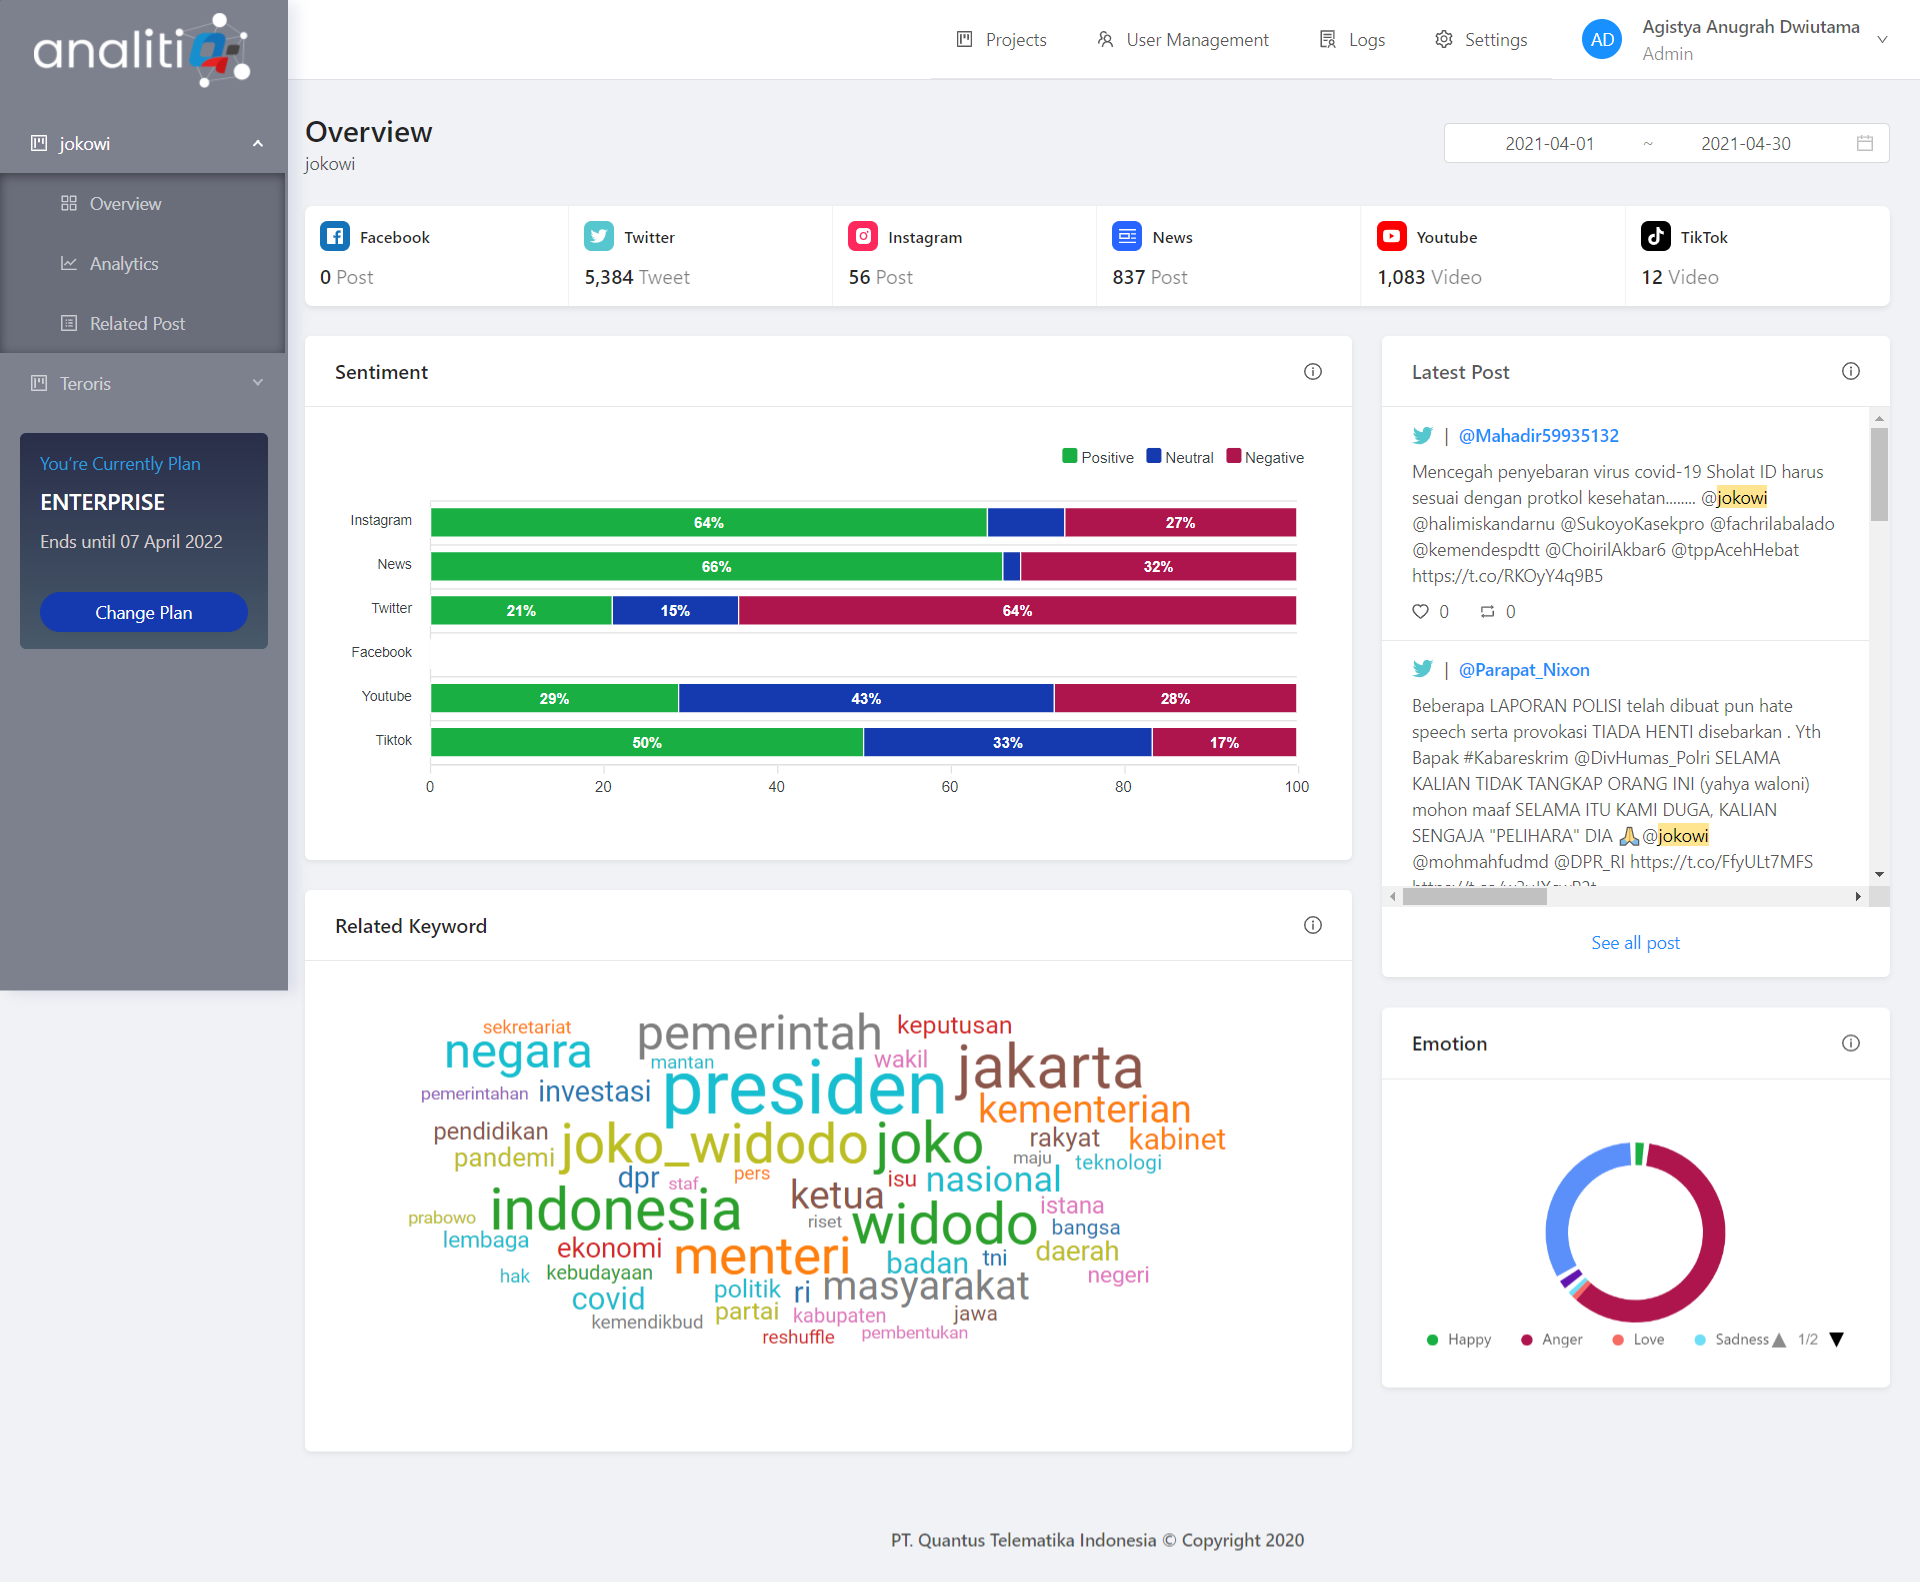 analitiQ
Projects
User Management
Logs
Settings
AD
Agistya Anugrah Dwiutama
Admin
jokowi
Overview
Analytics
Related Post
Teroris
You're Currently Plan
ENTERPRISE
Ends until 07 April 2022
Change Plan
Overview
jokowi
2021-04-01 ~ 2021-04-30
Facebook
0 Post
Twitter
5,384 Tweet
Instagram
56 Post
News
837 Post
Youtube
1,083 Video
TikTok
12 Video
Sentiment
Positive Neutral Negative
Instagram 64% 27%
News 66% 32%
Twitter 21% 15% 64%
Facebook
Youtube 29% 43% 28%
Tiktok 50% 33% 17%
0 20 40 60 80 100
Latest Post
| @Mahadir59935132
Mencegah penyebaran virus covid-19 Sholat ID harus
sesuai dengan protkol kesehatan........ @jokowi
@halimiskandarnu @SukoyoKasekpro @fachrilabalado
@kemendespdtt @ChoirilAkbar6 @tppAcehHebat
https://t.co/RKOyY4q9B5
0 0
| @Parapat_Nixon
Beberapa LAPORAN POLISI telah dibuat pun hate
speech serta provokasi TIADA HENTI disebarkan . Yth
Bapak #Kabareskrim @DivHumas_Polri SELAMA
KALIAN TIDAK TANGKAP ORANG INI (yahya waloni)
mohon maaf SELAMA ITU KAMI DUGA, KALIAN
SENGAJA "PELIHARA" DIA 🙏@jokowi
@mohmahfudmd @DPR_RI https://t.co/FfyULt7MFS
See all post
Related Keyword
sekretariat
pemerintah
keputusan
negara
mantan
wakil
jakarta
pemerintahan
investasi
presiden
kementerian
pendidikan
joko_widodo
joko
rakyat
kabinet
pandemi
maju
teknologi
dpr
staf
pers
isu
nasional
prabowo
indonesia
ketua
riset
widodo
istana
bangsa
lembaga
ekonomi
menteri
badan
tni
daerah
hak
kebudayaan
politik
ri
masyarakat
negeri
covid
kemendikbud
partai
kabupaten
jawa
reshuffle
pembentukan
Emotion
Happy Anger Love Sadness 1/2
PT. Quantus Telematika Indonesia © Copyright 2020